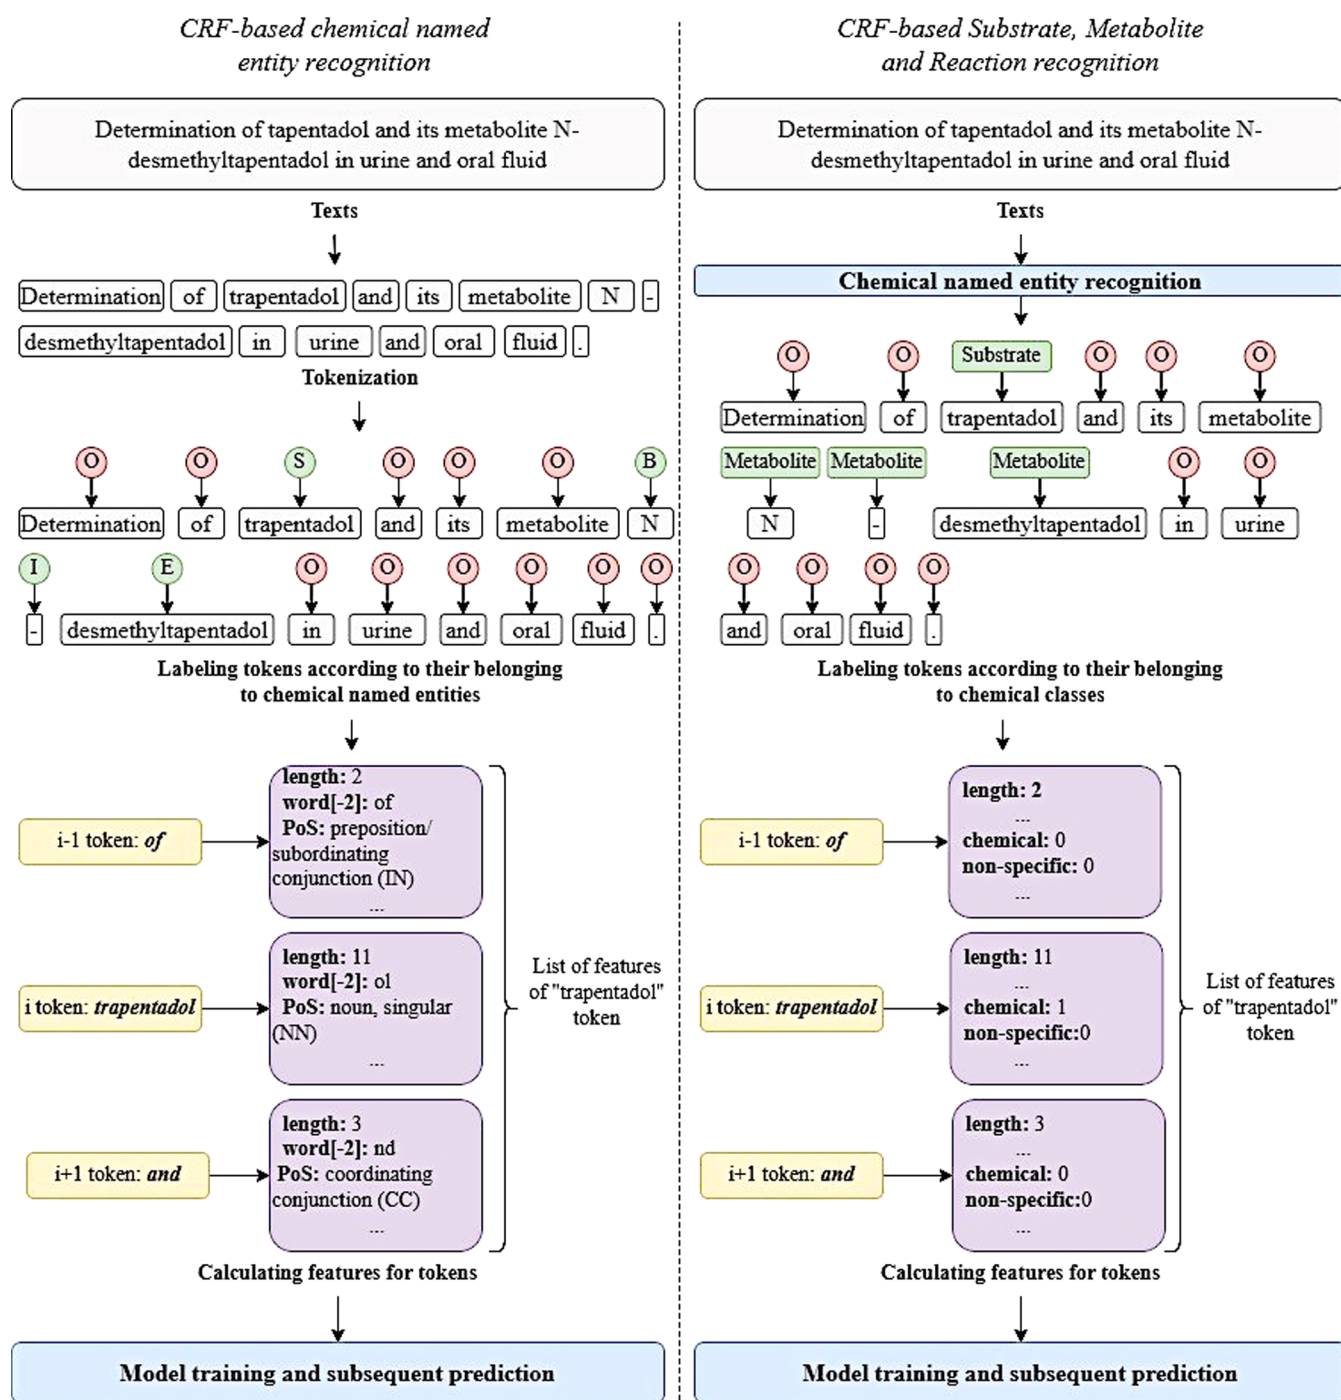 CRF-based chemical named
entity recognition
Determination of tapentadol and its metabolite N-
desmethyltapentadol in urine and oral fluid
Texts
Determination of trapentadol and its metabolite N -
desmethyltapentadol in urine and oral fluid .
Tokenization
O O S O O O B
Determination of trapentadol and its metabolite N
I E O O O O O O
- desmethyltapentadol in urine and oral fluid .
Labeling tokens according to their belonging
to chemical named entities
length: 2
word[-2]: of
PoS: preposition/
subordinating
conjunction (IN)
...
i-1 token: of
length: 11
word[-2]: ol
PoS: noun, singular
(NN)
...
i token: trapentadol
length: 3
word[-2]: nd
PoS: coordinating
conjunction (CC)
...
i+1 token: and
List of features
of "trapentadol"
token
Calculating features for tokens
Model training and subsequent prediction
CRF-based Substrate, Metabolite
and Reaction recognition
Determination of tapentadol and its metabolite N-
desmethyltapentadol in urine and oral fluid
Texts
Chemical named entity recognition
O O Substrate O O O
Determination of trapentadol and its metabolite
Metabolite Metabolite Metabolite O O
N - desmethyltapentadol in urine
O O O O
and oral fluid .
Labeling tokens according to their belonging
to chemical classes
length: 2
...
chemical: 0
non-specific: 0
...
i-1 token: of
length: 11
...
chemical: 1
non-specific:0
...
i token: trapentadol
length: 3
...
chemical: 0
non-specific:0
...
i+1 token: and
List of features
of "trapentadol"
token
Calculating features for tokens
Model training and subsequent prediction